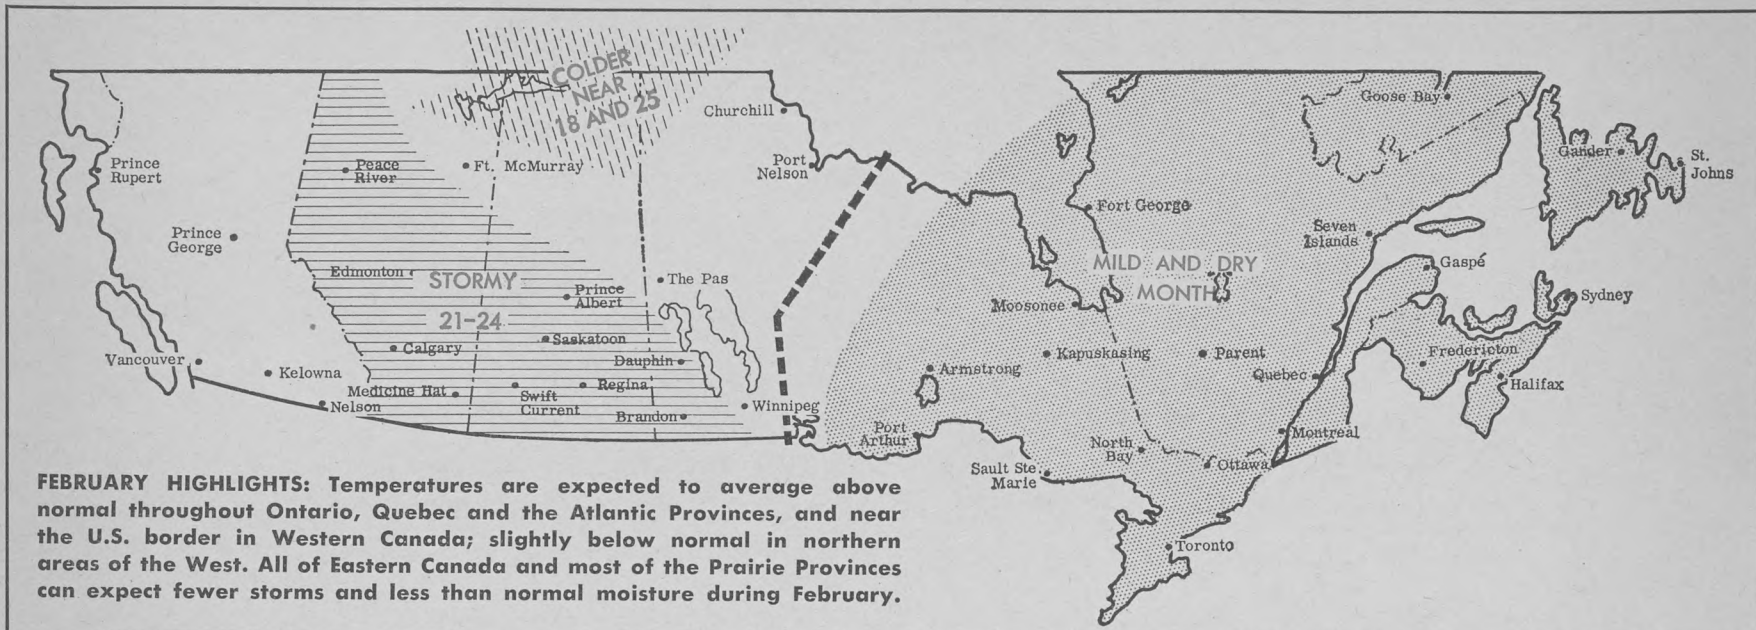 COLDER
NEAR
18 AND 25
Churchill
Goose Bay
Prince
Rupert
Peace
River
Ft. McMurray
Port
Nelson
Gander
St.
Johns
Fort George
Prince
George
Seven
Islands
Edmonton
STORMY
21-24
The Pas
Prince
Albert
MILD AND DRY
MONTH
Gaspé
Moosonee
Sydney
Vancouver
Calgary
Saskatoon
Dauphin
Kapuskasing
Parent
Fredericton
Kelowna
Armstrong
Quebec
Halifax
Medicine Hat
Swift
Current
Regina
Nelson
Brandon
Winnipeg
Port
Arthur
North
Bay
Montreal
Sault Ste.
Marie
Ottawa
Toronto
FEBRUARY HIGHLIGHTS: Temperatures are expected to average above
normal throughout Ontario, Quebec and the Atlantic Provinces, and near
the U.S. border in Western Canada; slightly below normal in northern
areas of the West. All of Eastern Canada and most of the Prairie Provinces
can expect fewer storms and less than normal moisture during February.